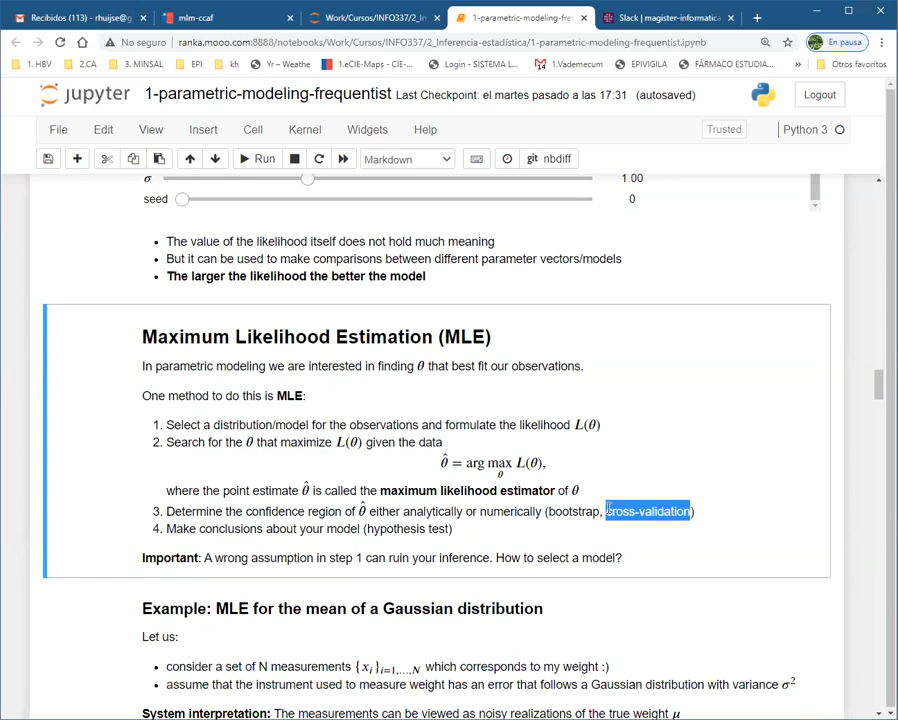 Recibidos (113) - rhuijse@g
mlm-ccaf
Work/Cursos/INFO337/2_Inferenc
1-parametric-modeling-fre
Slack | magister-informatica
No seguro
ranka.mooo.com:8888/notebooks/Work/Cursos/INFO337/2_Inferencia-estadística/1-parametric-modeling-frequentist.ipynb
En pausa
1. HBV
2.CA
3. MINSAL
EPI
kh
Yr – Weathe
1.eCIE-Maps - CIE-...
Login - SISTEMA L...
1.Vademecum
EPIVIGILA
FÁRMACO ESTUDIA...
»
Otros favoritos
jupyter 1-parametric-modeling-frequentist Last Checkpoint: el martes pasado a las 17:31 (autosaved)
Logout
File Edit View Insert Cell Kernel Widgets Help
Trusted
Python 3
Run
Markdown
nbdiff
σ 1.00
seed 0
• The value of the likelihood itself does not hold much meaning
• But it can be used to make comparisons between different parameter vectors/models
• The larger the likelihood the better the model
Maximum Likelihood Estimation (MLE)
In parametric modeling we are interested in finding θ that best fit our observations.
One method to do this is MLE:
1. Select a distribution/model for the observations and formulate the likelihood L(θ)
2. Search for the θ that maximize L(θ) given the data
θ̂ = arg max_θ L(θ),
where the point estimate θ̂ is called the maximum likelihood estimator of θ
3. Determine the confidence region of θ̂ either analytically or numerically (bootstrap, cross-validation)
4. Make conclusions about your model (hypothesis test)
Important: A wrong assumption in step 1 can ruin your inference. How to select a model?
Example: MLE for the mean of a Gaussian distribution
Let us:
• consider a set of N measurements {x_i}_{i=1,...,N} which corresponds to my weight :)
• assume that the instrument used to measure weight has an error that follows a Gaussian distribution with variance σ²
System interpretation: The measurements can be viewed as noisy realizations of the true weight μ